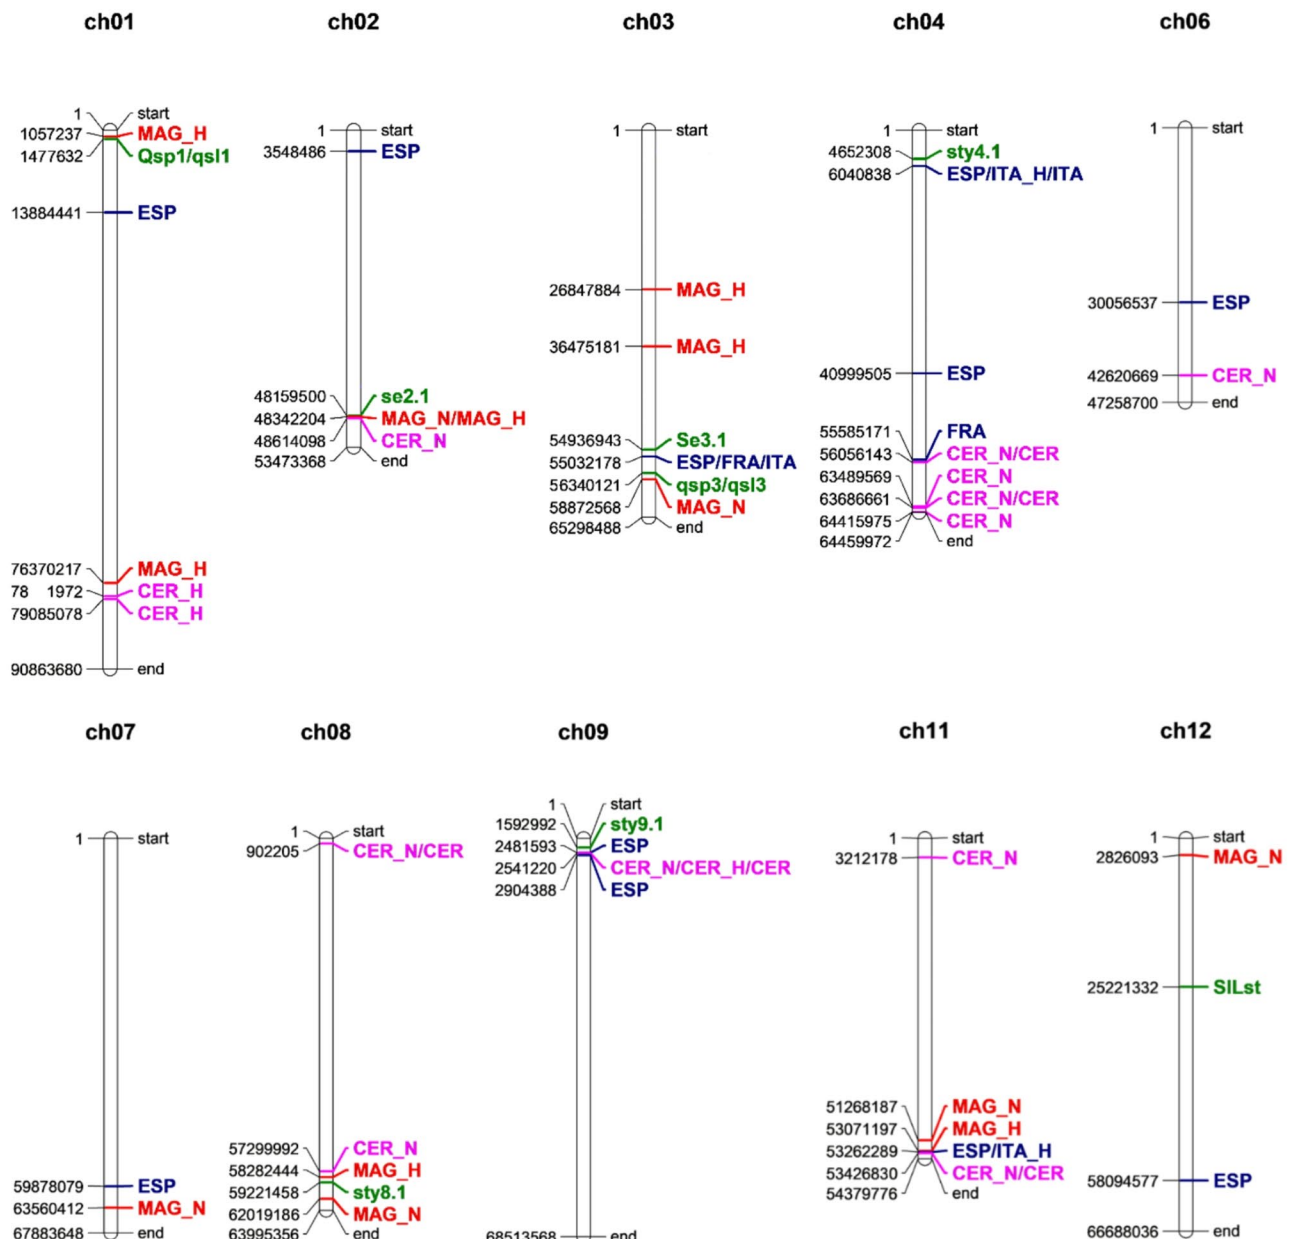 ch01
1 start
1057237 MAG_H
1477632 Qsp1/qsl1
13884441 ESP
76370217 MAG_H
78 1972 CER_H
79085078 CER_H
90863680 end
ch02
1 start
3548486 ESP
48159500 se2.1
48342204 MAG_N/MAG_H
48614098 CER_N
53473368 end
ch03
1 start
26847884 MAG_H
36475181 MAG_H
54936943 Se3.1
55032178 ESP/FRA/ITA
56340121 qsp3/qsl3
58872568 MAG_N
65298488 end
ch04
1 start
4652308 sty4.1
6040838 ESP/ITA_H/ITA
40999505 ESP
55585171 FRA
56056143 CER_N/CER
63489569 CER_N
63686661 CER_N/CER
64415975 CER_N
64459972 end
ch06
1 start
30056537 ESP
42620669 CER_N
47258700 end
ch07
1 start
59878079 ESP
63560412 MAG_N
67883648 end
ch08
1 start
902205 CER_N/CER
57299992 CER_N
58282444 MAG_H
59221458 sty8.1
62019186 MAG_N
63995356 end
ch09
1 start
1592992 sty9.1
2481593 ESP
2541220 CER_N/CER_H/CER
2904388 ESP
68513568 end
ch11
1 start
3212178 CER_N
51268187 MAG_N
53071197 MAG_H
53262289 ESP/ITA_H
53426830 CER_N/CER
54379776 end
ch12
1 start
2826093 MAG_N
25221332 SlLst
58094577 ESP
66688036 end